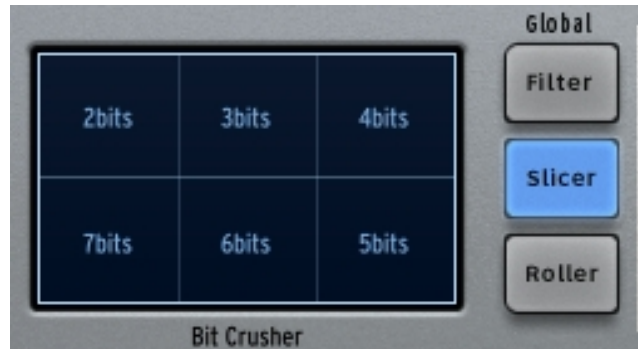 Global
Filter
2bits 3bits 4bits
Slicer
7bits 6bits 5bits
Roller
Bit Crusher